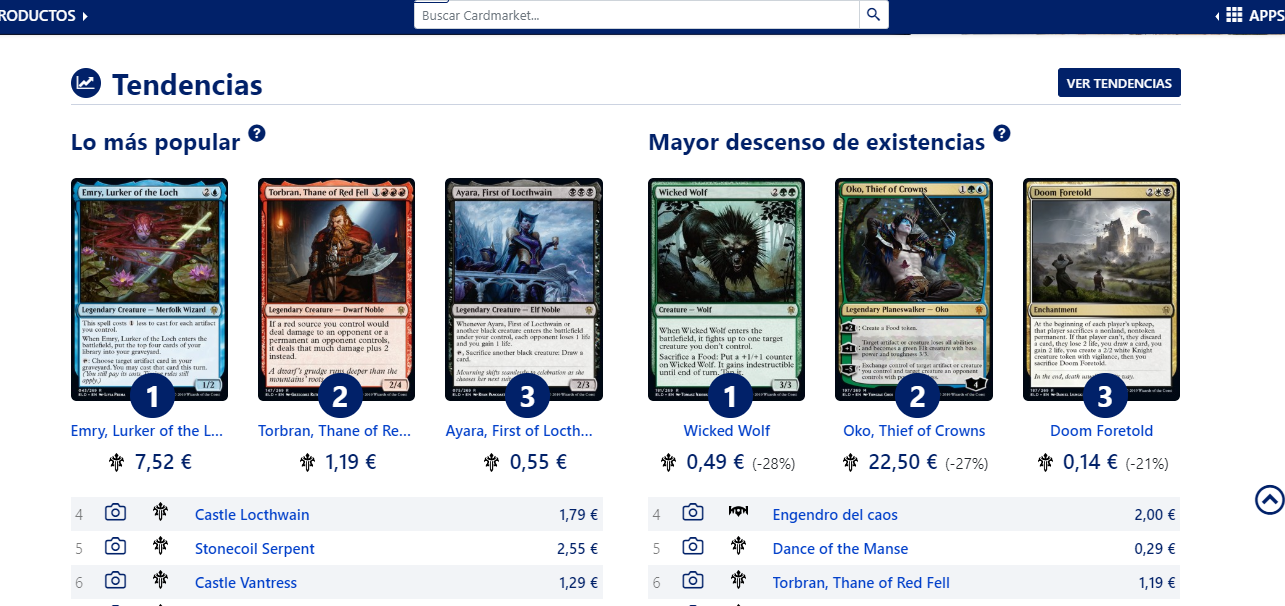 RODUCTOS
Buscar Cardmarket...
APPS
Tendencias
VER TENDENCIAS
Lo más popular ?
Emry, Lurker of the Loch 2
Legendary Creature — Merfolk Wizard
This spell costs 1 less to cast for each artifact
you control.
When Emry, Lurker of the Loch enters the
battlefield, put the top four cards of your
library into your graveyard.
: Choose target artifact card in your
graveyard. You may cast that card this turn.
(You still pay its costs. Timing rules still
apply.)
1/2
1
Emry, Lurker of the L...
7,52 €
Torbran, Thane of Red Fell 1
Legendary Creature — Dwarf Noble
If a red source you control would
deal damage to an opponent or a
permanent an opponent controls,
it deals that much damage plus 2
instead.
A dwarf's grudge runs deeper than the
mountains' roots.
2/4
2
Torbran, Thane of Re...
1,19 €
Ayara, First of Locthwain
Legendary Creature — Elf Noble
Whenever Ayara, First of Locthwain or
another black creature enters the battlefield
under your control, each opponent loses 1 life
and you gain 1 life.
, Sacrifice another black creature: Draw a
card.
Mourning shifts seamlessly to celebration as she
chooses her next
2/3
3
Ayara, First of Locth...
0,55 €
4 Castle Locthwain 1,79 €
5 Stonecoil Serpent 2,55 €
6 Castle Vantress 1,29 €
Mayor descenso de existencias ?
Wicked Wolf 2
Creature — Wolf
When Wicked Wolf enters the
battlefield, it fights up to one target
creature you don't control.
Sacrifice a Food: Put a +1/+1 counter
on Wicked Wolf. It gains indestructible
until end of turn. Tap it.
3/3
1
Wicked Wolf
0,49 € (-28%)
Oko, Thief of Crowns 1
Legendary Planeswalker — Oko
+2 : Create a Food token.
+1 : Target artifact or creature loses all abilities
and becomes a green Elk creature with base
power and toughness 3/3.
-5 : Exchange control of target artifact or creature
you control and target creature an opponent
controls with
4
2
Oko, Thief of Crowns
22,50 € (-27%)
Doom Foretold 2
Enchantment
At the beginning of each player's upkeep,
that player sacrifices a nonland, nontoken
permanent. If that player can't, they discard
a card, they lose 2 life, you draw a card, you
gain 2 life, you create a 2/2 white Knight
creature token with vigilance, then you
sacrifice Doom Foretold.
In the end, death
3
Doom Foretold
0,14 € (-21%)
4 Engendro del caos 2,00 €
5 Dance of the Manse 0,29 €
6 Torbran, Thane of Red Fell 1,19 €